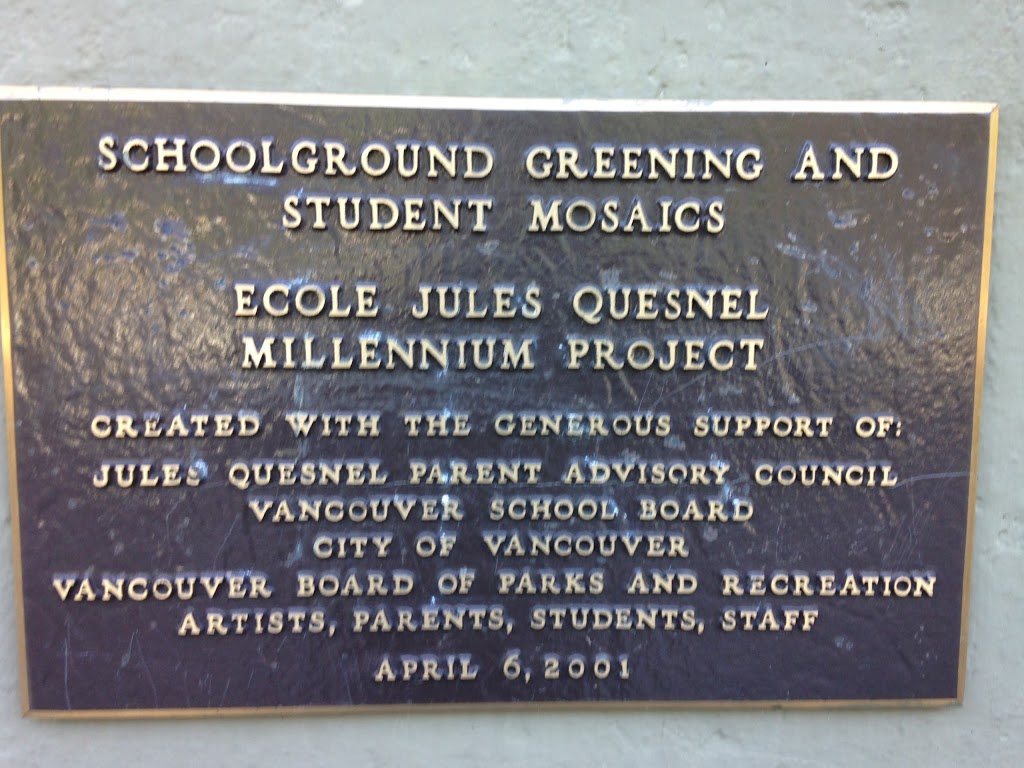 SCHOOLGROUND GREENING AND
STUDENT MOSAICS
ECOLE JULES QUESNEL
MILLENNIUM PROJECT
CREATED WITH THE GENEROUS SUPPORT OF:
JULES QUESNEL PARENT ADVISORY COUNCIL
VANCOUVER SCHOOL BOARD
CITY OF VANCOUVER
VANCOUVER BOARD OF PARKS AND RECREATION
ARTISTS, PARENTS, STUDENTS, STAFF
APRIL 6, 2001